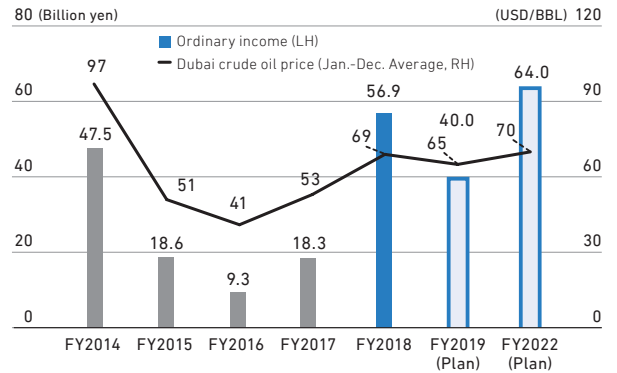 80 (Billion yen)
(USD/BBL) 120
Ordinary income (LH)
Dubai crude oil price (Jan.-Dec. Average, RH)
97
64.0
56.9
60
90
40.0
47.5
69
65
70
51
53
41
40
60
18.6
18.3
20
30
9.3
0
0
FY2014
FY2015
FY2016
FY2017
FY2018
FY2019
(Plan)
FY2022
(Plan)